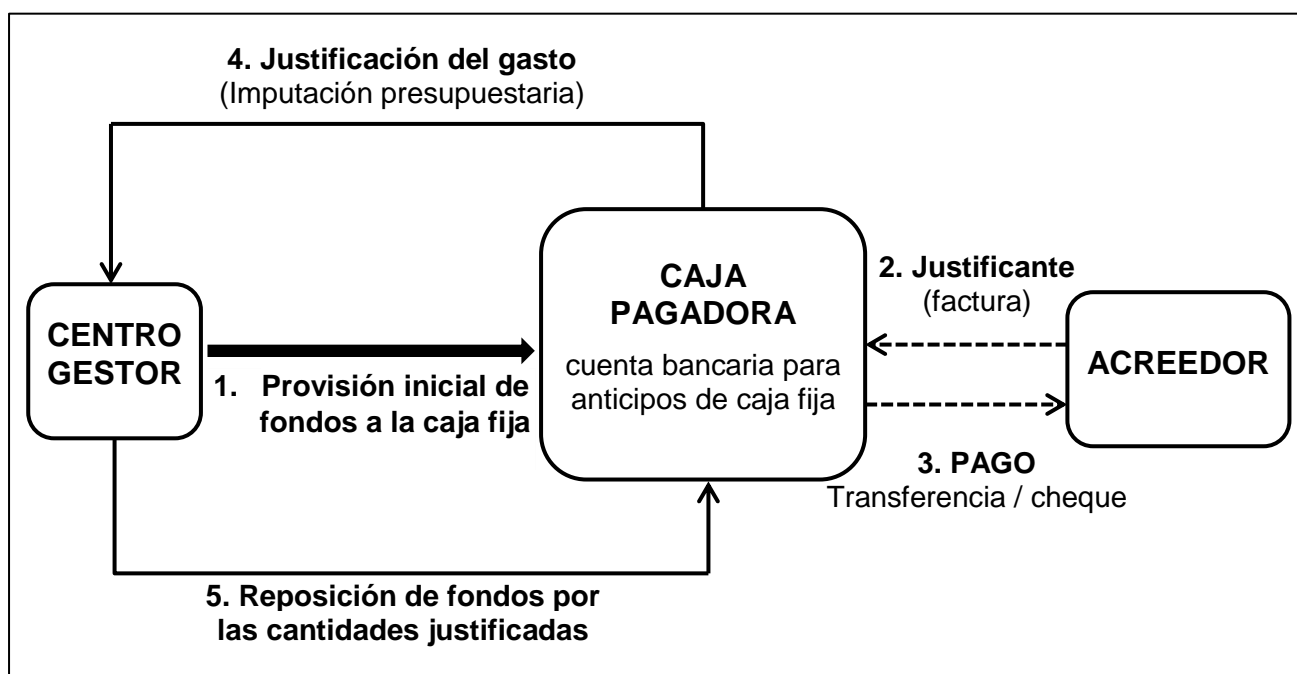 4. Justificación del gasto
(Imputación presupuestaria)
CENTRO
GESTOR
1. Provisión inicial de
fondos a la caja fija
CAJA
PAGADORA
cuenta bancaria para
anticipos de caja fija
2. Justificante
(factura)
ACREEDOR
3. PAGO
Transferencia / cheque
5. Reposición de fondos por
las cantidades justificadas